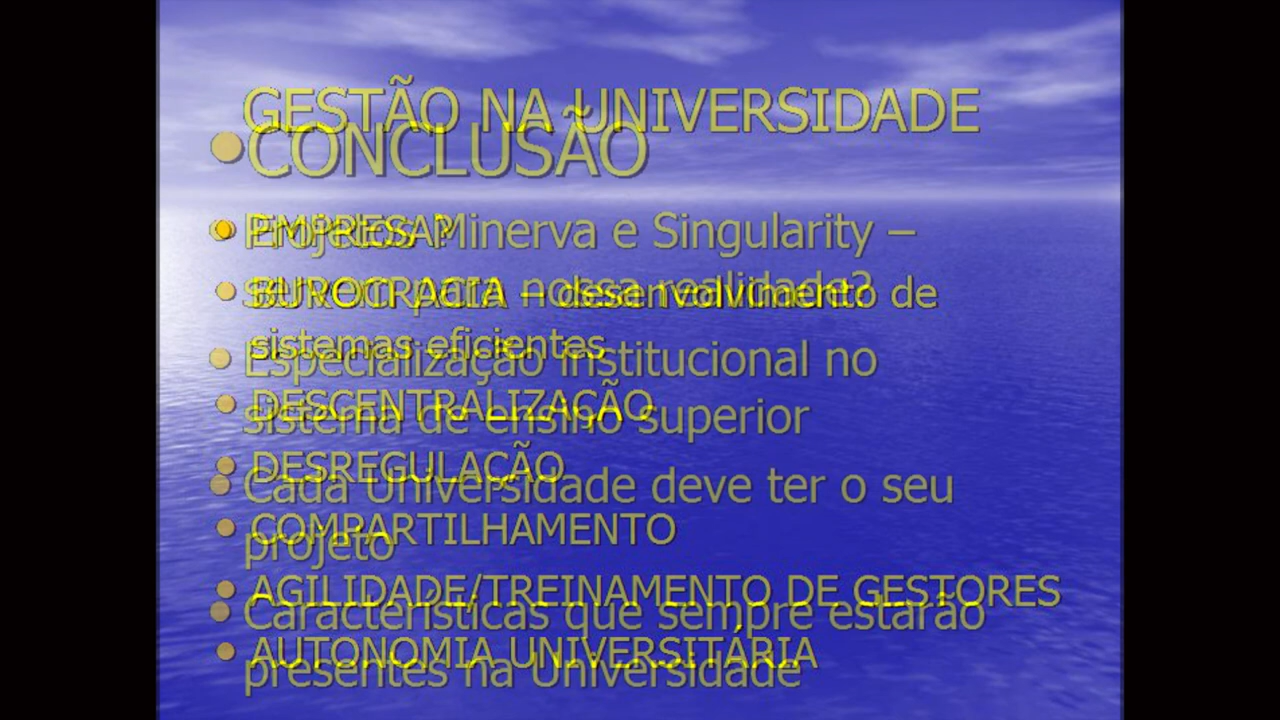 GESTÃO NA UNIVERSIDADE
EMPRESA?
BUROCRACIA – desenvolvimento de
sistemas eficientes
DESCENTRALIZAÇÃO
DESREGULAÇÃO
COMPARTILHAMENTO
AGILIDADE/TREINAMENTO DE GESTORES
AUTONOMIA UNIVERSITÁRIA
CONCLUSÃO
Projetos Minerva e Singularity –
servem para nossa realidade?
Especialização institucional no
sistema de ensino superior
Cada Universidade deve ter o seu
projeto
Características que sempre estarão
presentes na Universidade